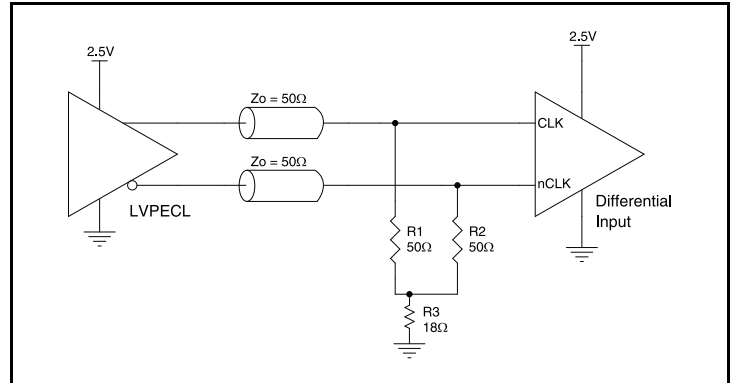 2.5V
2.5V
Zo = 50Ω
CLK
Zo = 50Ω
nCLK
LVPECL
Differential
Input
R1
50Ω
R2
50Ω
R3
18Ω